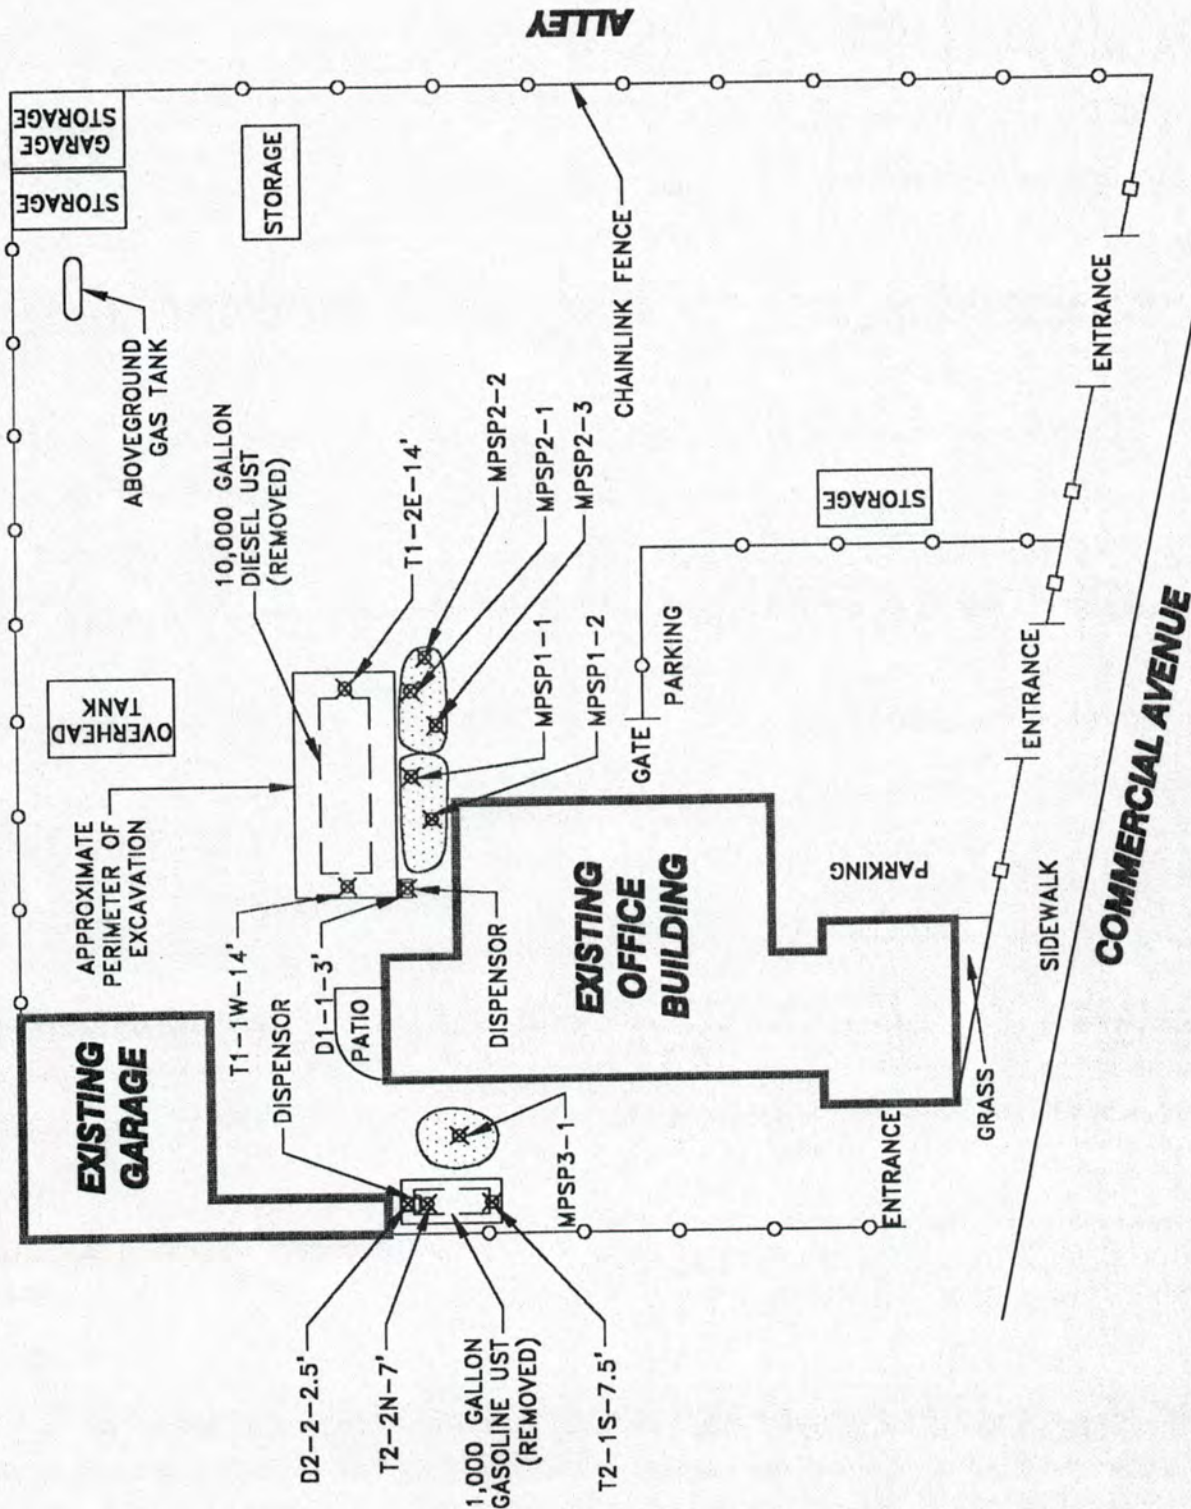 ALLEY
GARAGE
STORAGE
STORAGE
STORAGE
ABOVEGROUND
GAS TANK
CHAINLINK FENCE
10,000 GALLON
DIESEL UST
(REMOVED)
T1-2E-14'
MPSP2-2
MPSP2-1
MPSP2-3
MPSP1-1
MPSP1-2
OVERHEAD
TANK
APPROXIMATE
PERIMETER OF
EXCAVATION
STORAGE
ENTRANCE
GATE
PARKING
ENTRANCE
COMMERCIAL AVENUE
T1-1W-14'
D1-1-3'
DISPENSOR
DISPENSOR
PATIO
EXISTING
OFFICE
BUILDING
PARKING
SIDEWALK
EXISTING
GARAGE
GRASS
ENTRANCE
MPSP3-1
D2-2-2.5'
T2-2N-7'
1,000 GALLON
GASOLINE UST
(REMOVED)
T2-1S-7.5'